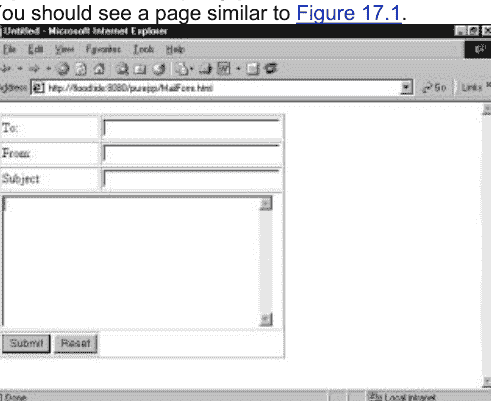 You should see a page similar to Figure 17.1.
Untitled - Microsoft Internet Explorer
File Edit View Favorites Tools Help
Address http://floodside:8080/purejsp/MailForm.html Go Links
To:
From:
Subject:
Submit Reset
Done Local intranet